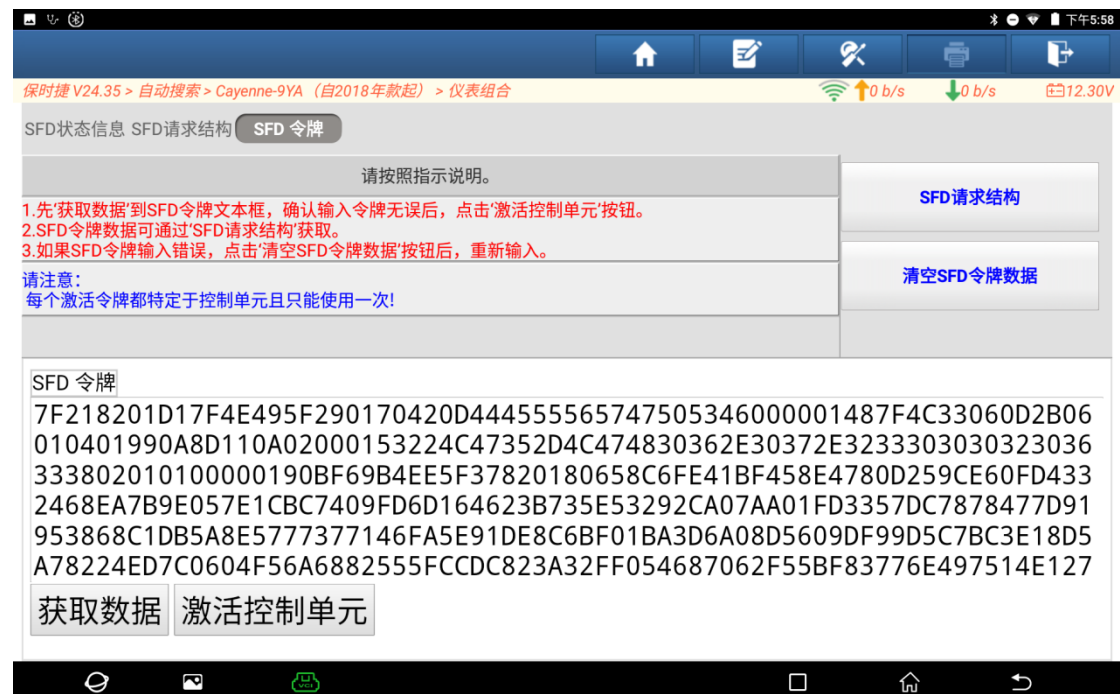 下午5:58
保时捷 V24.35 > 自动搜索 > Cayenne-9YA （自2018年款起） > 仪表组合
0 b/s
0 b/s
12.30V
SFD状态信息 SFD请求结构 SFD 令牌
请按照指示说明。
1.先‘获取数据’到SFD令牌文本框，确认输入令牌无误后，点击‘激活控制单元’按钮。
2.SFD令牌数据可通过‘SFD请求结构’获取。
3.如果SFD令牌输入错误，点击‘清空SFD令牌数据’按钮后，重新输入。
请注意：
每个激活令牌都特定于控制单元且只能使用一次!
SFD请求结构
清空SFD令牌数据
SFD 令牌
7F218201D17F4E495F290170420D44455555657475053460000001487F4C33060D2B06
010401990A8D110A02000153224C47352D4C474830362E30372E3233303030323036
333802010100000190BF69B4EE5F37820180658C6FE41BF458E4780D259CE60FD433
2468EA7B9E057E1CBC7409FD6D164623B735E53292CA07AA01FD3357DC7878477D91
953868C1DB5A8E5777377146FA5E91DE8C6BF01BA3D6A08D5609DF99D5C7BC3E18D5
A78224ED7C0604F56A6882555FCCDC823A32FF054687062F55BF83776E497514E127
获取数据 激活控制单元
VCI